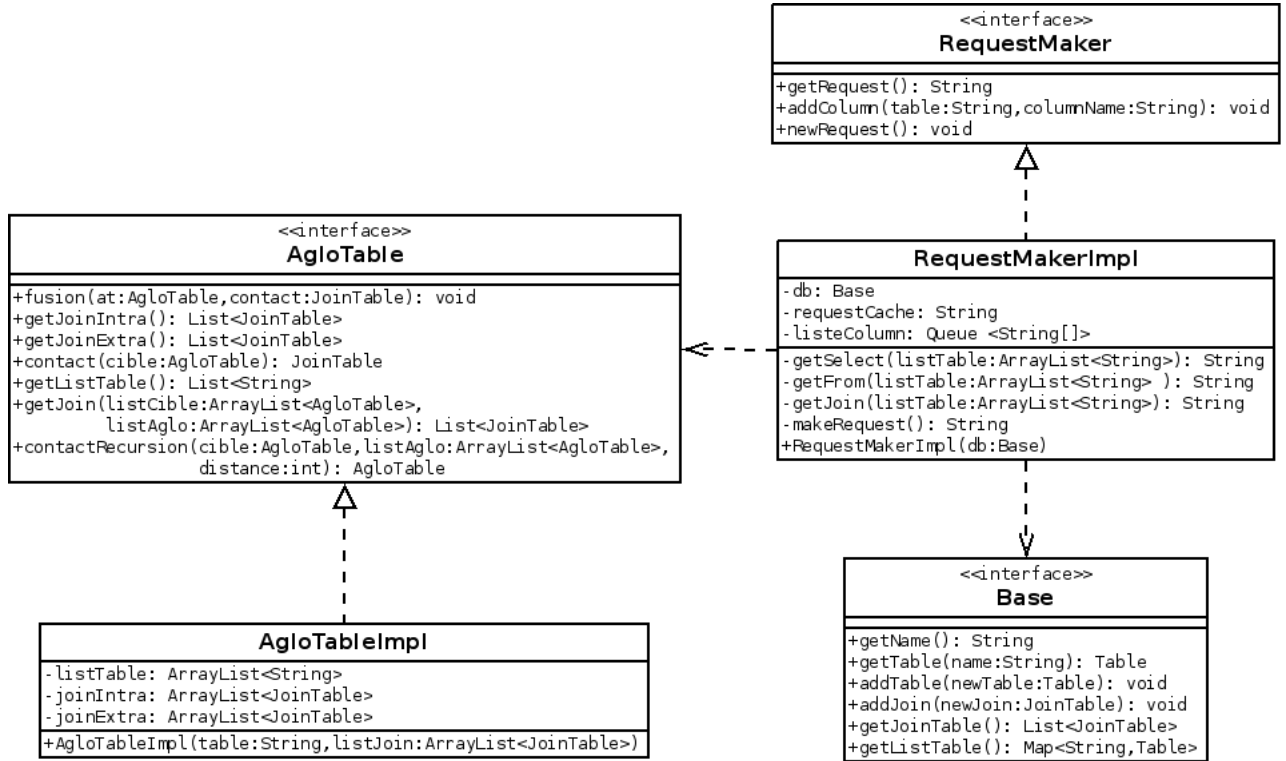 <<interface>>
RequestMaker
+getRequest(): String
+addColumn(table:String,columnName:String): void
+newRequest(): void
<<interface>>
AgloTable
+fusion(at:AgloTable,contact:JoinTable): void
+getJoinIntra(): List<JoinTable>
+getJoinExtra(): List<JoinTable>
+contact(cible:AgloTable): JoinTable
+getListTable(): List<String>
+getJoin(listCible:ArrayList<AgloTable>,
listAglo:ArrayList<AgloTable>): List<JoinTable>
+contactRecursion(cible:AgloTable,listAglo:ArrayList<AgloTable>,
distance:int): AgloTable
RequestMakerImpl
-db: Base
-requestCache: String
-listeColumn: Queue <String[]>
-getSelect(listTable:ArrayList<String>): String
-getFrom(listTable:ArrayList<String> ): String
-getJoin(listTable:ArrayList<String>): String
-makeRequest(): String
+RequestMakerImpl(db:Base)
AgloTableImpl
-listTable: ArrayList<String>
-joinIntra: ArrayList<JoinTable>
-joinExtra: ArrayList<JoinTable>
+AgloTableImpl(table:String,listJoin:ArrayList<JoinTable>)
<<interface>>
Base
+getName(): String
+getTable(name:String): Table
+addTable(newTable:Table): void
+addJoin(newJoin:JoinTable): void
+getJoinTable(): List<JoinTable>
+getListTable(): Map<String,Table>